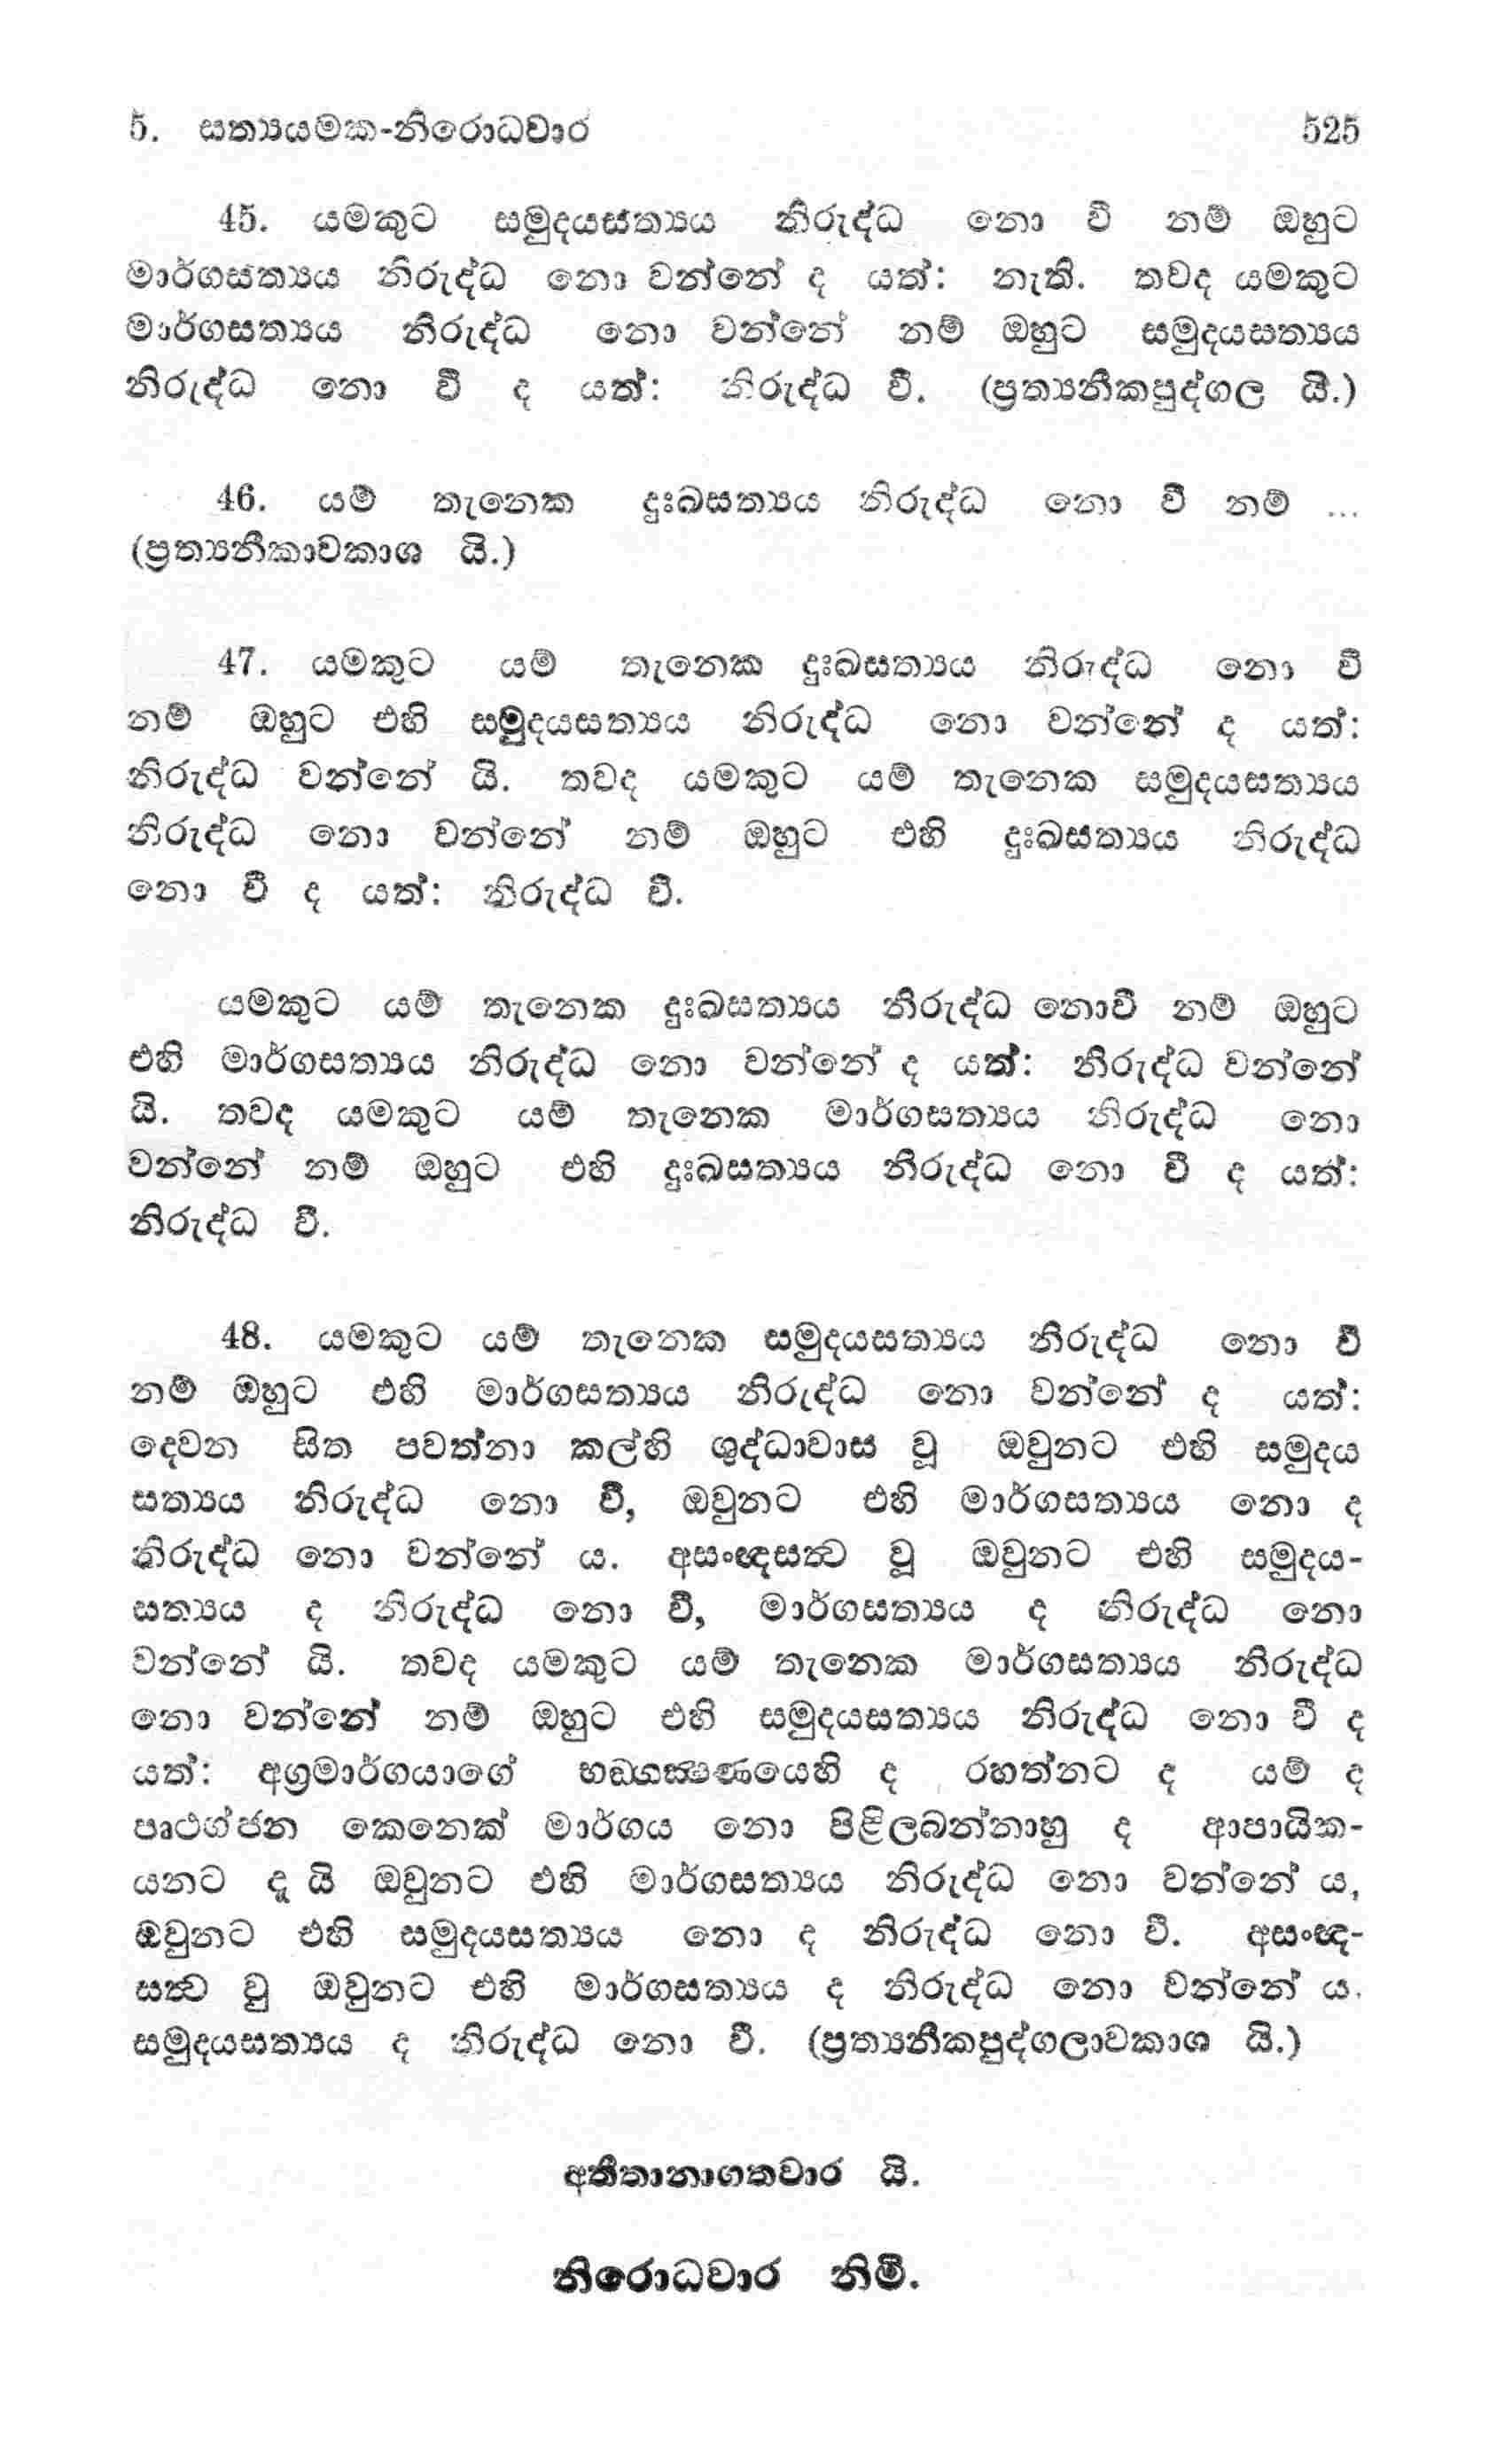 5. සත්‍යයමක-නිරොධවාර 525
45. යමකුට සමුදයසත්‍යය නිරුද්ධ නො වී නම් ඔහුට
මාර්ගසත්‍යය නිරුද්ධ නො වන්නේ ද යත්: නැති. තවද යමකුට
මාර්ගසත්‍යය නිරුද්ධ නො වන්නේ නම් ඔහුට සමුදයසත්‍යය
නිරුද්ධ නො වී ද යත්: නිරුද්ධ වී. (ප්‍රත්‍යනීකපුද්ගල යි.)
46. යම් තැනෙක දුඃඛසත්‍යය නිරුද්ධ නො වී නම් ...
(ප්‍රත්‍යනීකාවකාශ යි.)
47. යමකුට යම් තැනෙක දුඃඛසත්‍යය නිරුද්ධ නො වී
නම් ඔහුට එහි සමුදයසත්‍යය නිරුද්ධ නො වන්නේ ද යත්:
නිරුද්ධ වන්නේ යි. තවද යමකුට යම් තැනෙක සමුදයසත්‍යය
නිරුද්ධ නො වන්නේ නම් ඔහුට එහි දුඃඛසත්‍යය නිරුද්ධ
නො වී ද යත්: නිරුද්ධ වී.
යමකුට යම් තැනෙක දුඃඛසත්‍යය නිරුද්ධ නොවී නම් ඔහුට
එහි මාර්ගසත්‍යය නිරුද්ධ නො වන්නේ ද යත්: නිරුද්ධ වන්නේ
යි. තවද යමකුට යම් තැනෙක මාර්ගසත්‍යය නිරුද්ධ නො
වන්නේ නම් ඔහුට එහි දුඃඛසත්‍යය නිරුද්ධ නො වී ද යත්:
නිරුද්ධ වී.
48. යමකුට යම් තැනෙක සමුදයසත්‍යය නිරුද්ධ නො වී
නම් ඔහුට එහි මාර්ගසත්‍යය නිරුද්ධ නො වන්නේ ද යත්:
දෙවන සිත පවත්නා කල්හි ශුද්ධාවාස වූ ඔවුනට එහි සමුදය
සත්‍යය නිරුද්ධ නො වී, ඔවුනට එහි මාර්ගසත්‍යය නො ද
නිරුද්ධ නො වන්නේ ය. අසංඥසත්‍ව වූ ඔවුනට එහි සමුදය-
සත්‍යය ද නිරුද්ධ නො වී, මාර්ගසත්‍යය ද නිරුද්ධ නො
වන්නේ යි. තවද යමකුට යම් තැනෙක මාර්ගසත්‍යය නිරුද්ධ
නො වන්නේ නම් ඔහුට එහි සමුදයසත්‍යය නිරුද්ධ නො වී ද
යත්: අග්‍රමාර්ගයාගේ භඞ්ගක්‍ෂණයෙහි ද රහත්නට ද යම් ද
පෘථග්ජන කෙනෙක් මාර්ගය නො පිළිලබන්නාහු ද ආපායික-
යනට දැ යි ඔවුනට එහි මාර්ගසත්‍යය නිරුද්ධ නො වන්නේ ය,
ඔවුනට එහි සමුදයසත්‍යය නො ද නිරුද්ධ නො වී. අසංඥ-
සත්‍ව වු ඔවුනට එහි මාර්ගසත්‍යය ද නිරුද්ධ නො වන්නේ ය.
සමුදයසත්‍යය ද නිරුද්ධ නො වී. (ප්‍රත්‍යනීකපුද්ගලාවකාශ යි.)
අතීතානාගතවාර යි.
නිරොධවාර නිමි.